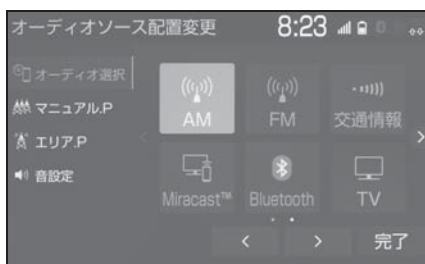 オーディオソース配置変更 8:23
オーディオ選択
マニュアル.P
エリア.P
音設定
AM FM 交通情報
Miracast™ Bluetooth TV
< > 完了